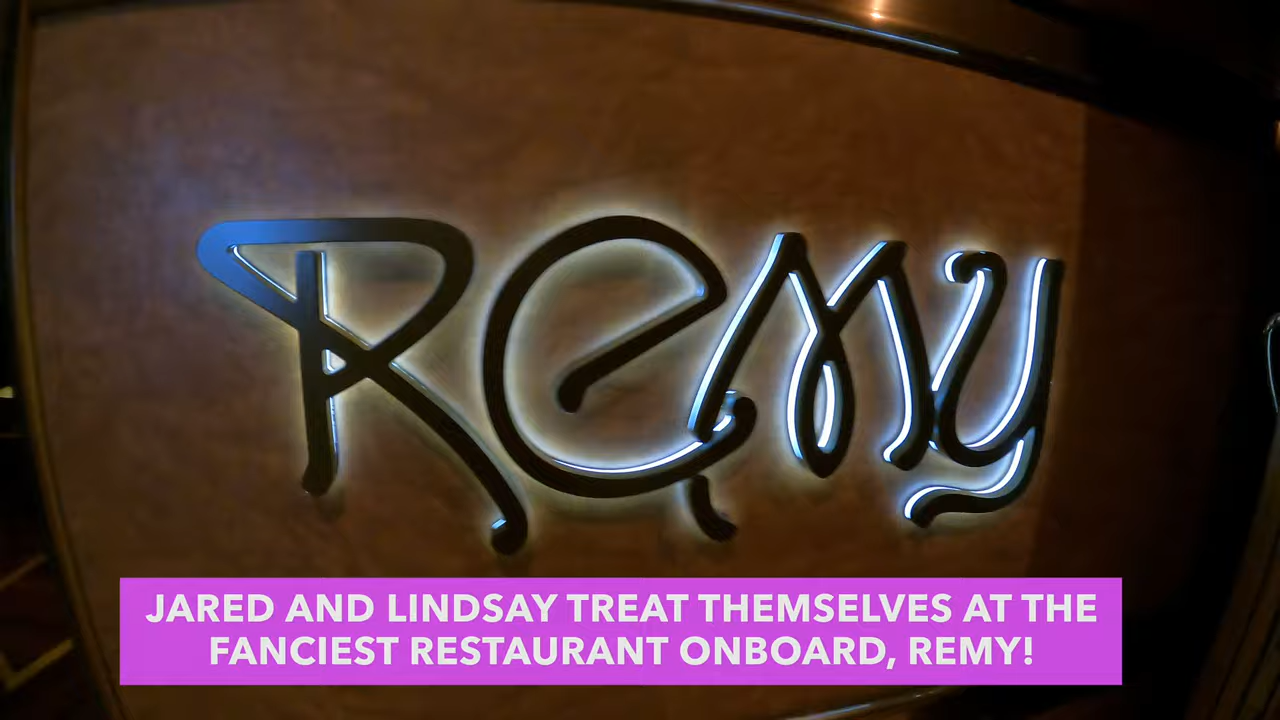 Remy
JARED AND LINDSAY TREAT THEMSELVES AT THE
FANCIEST RESTAURANT ONBOARD, REMY!